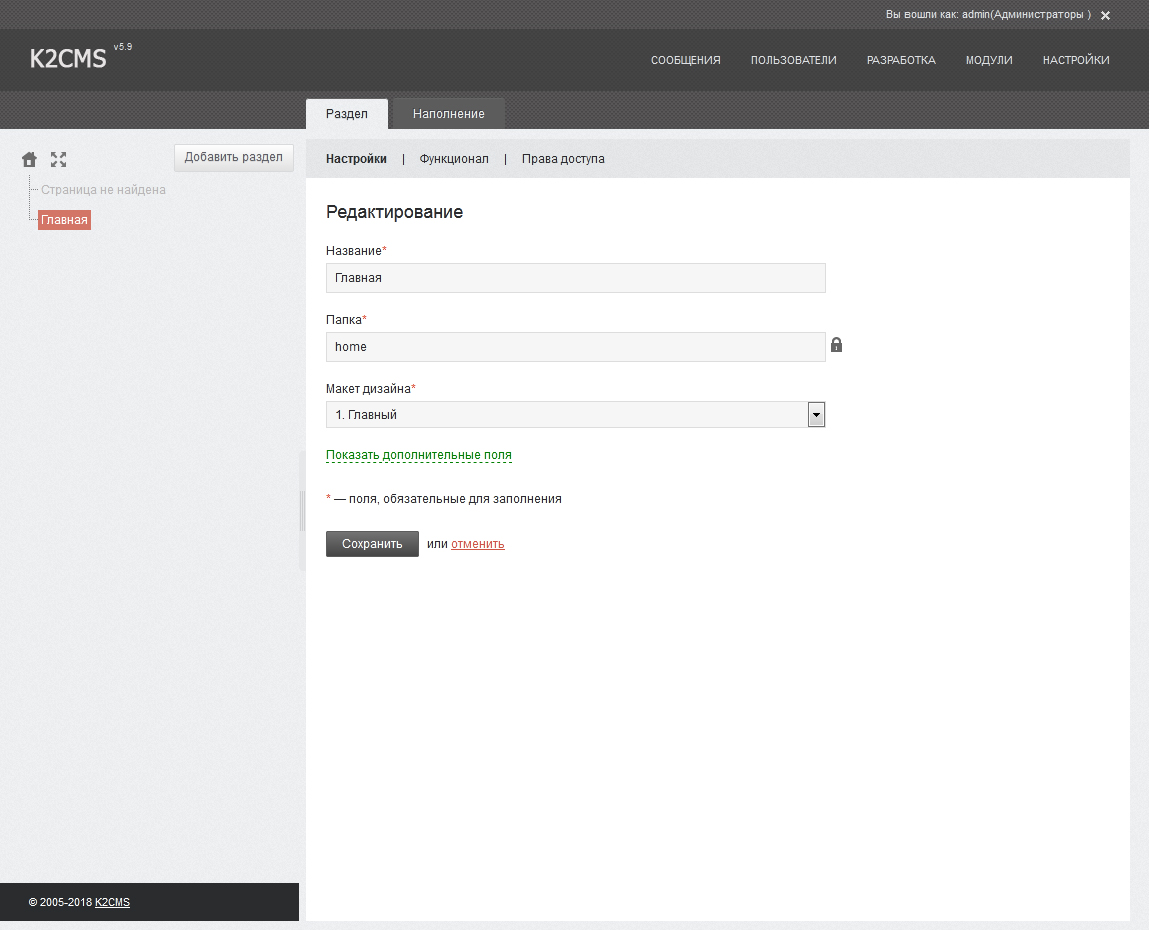 Вы вошли как: admin(Администраторы )
K2CMS v5.9
СООБЩЕНИЯ ПОЛЬЗОВАТЕЛИ РАЗРАБОТКА МОДУЛИ НАСТРОЙКИ
Раздел Наполнение
Добавить раздел
Страница не найдена
Главная
Настройки | Функционал | Права доступа
Редактирование
Название*
Главная
Папка*
home
Макет дизайна*
1. Главный
Показать дополнительные поля
* — поля, обязательные для заполнения
Сохранить или отменить
© 2005-2018 K2CMS